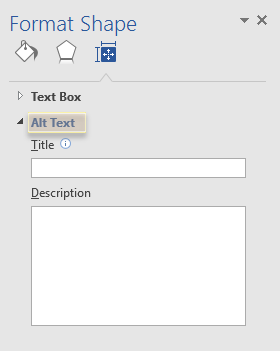 Format Shape
Text Box
Alt Text
Title
Description